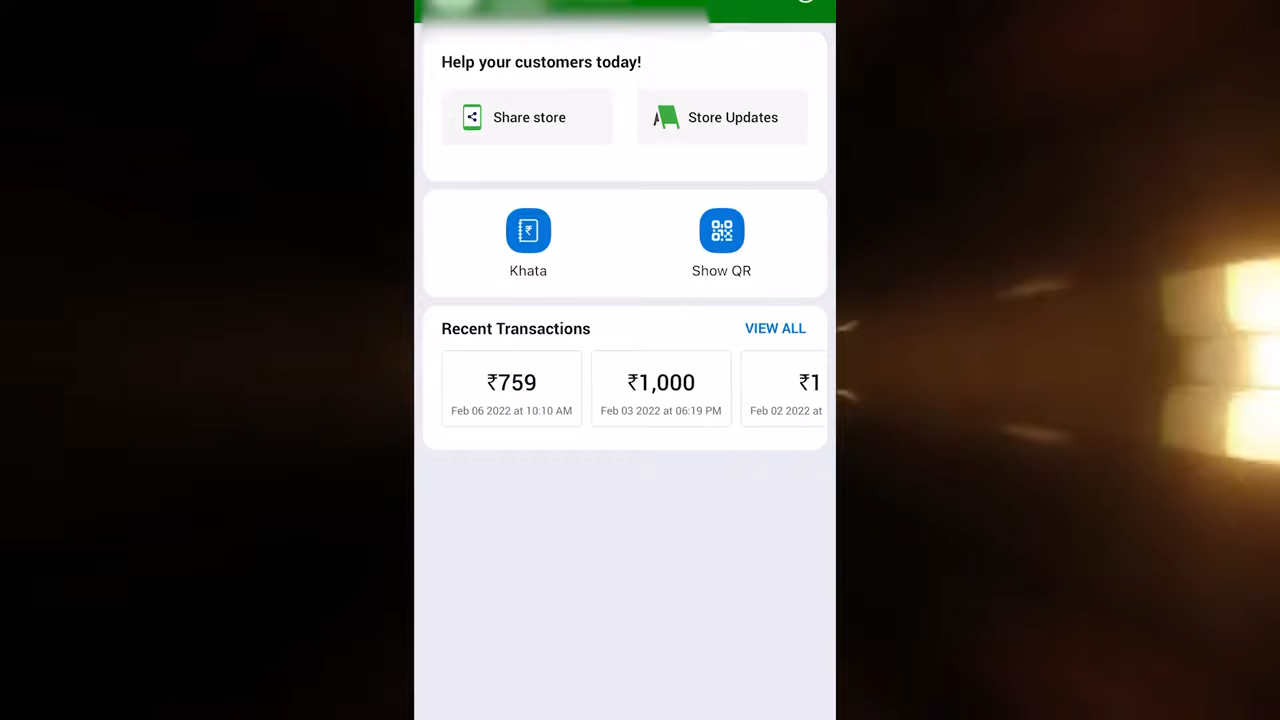 Help your customers today!
Share store
Store Updates
Khata
Show QR
Recent Transactions
VIEW ALL
₹759
₹1,000
₹1
Feb 06 2022 at 10:10 AM
Feb 03 2022 at 06:19 PM
Feb 02 2022 at